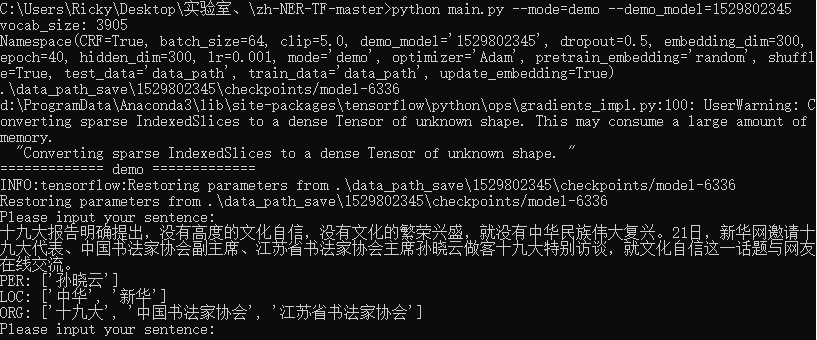 C:\Users\Ricky\Desktop\实验室、\zh-NER-TF-master>python main.py --mode=demo --demo_model=1529802345
vocab_size: 3905
Namespace(CRF=True, batch_size=64, clip=5.0, demo_model='1529802345', dropout=0.5, embedding_dim=300,
epoch=40, hidden_dim=300, lr=0.001, mode='demo', optimizer='Adam', pretrain_embedding='random', shuffl
e=True, test_data='data_path', train_data='data_path', update_embedding=True)
.\data_path_save\1529802345\checkpoints/model-6336
d:\ProgramData\Anaconda3\lib\site-packages\tensorflow\python\ops\gradients_impl.py:100: UserWarning: C
onverting sparse IndexedSlices to a dense Tensor of unknown shape. This may consume a large amount of
memory.
  "Converting sparse IndexedSlices to a dense Tensor of unknown shape. "
============= demo =============
INFO:tensorflow:Restoring parameters from .\data_path_save\1529802345\checkpoints/model-6336
Restoring parameters from .\data_path_save\1529802345\checkpoints/model-6336
Please input your sentence:
十九大报告明确提出，没有高度的文化自信，没有文化的繁荣兴盛，就没有中华民族伟大复兴。21日，新华网邀请十
九大代表、中国书法家协会副主席、江苏省书法家协会主席孙晓云做客十九大特别访谈，就文化自信这一话题与网友
在线交流。
PER: ['孙晓云']
LOC: ['中华', '新华']
ORG: ['十九大', '中国书法家协会', '江苏省书法家协会']
Please input your sentence: